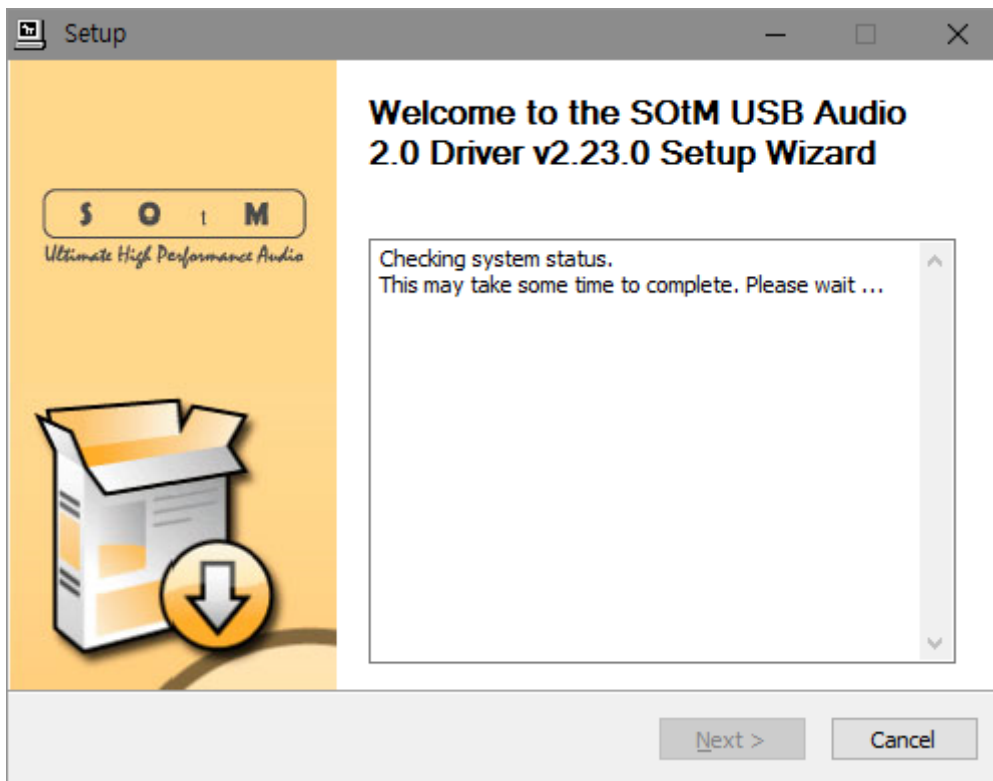 Setup
S O t M
Ultimate High Performance Audio
Welcome to the SOtM USB Audio
2.0 Driver v2.23.0 Setup Wizard
Checking system status.
This may take some time to complete. Please wait ...
Next >
Cancel